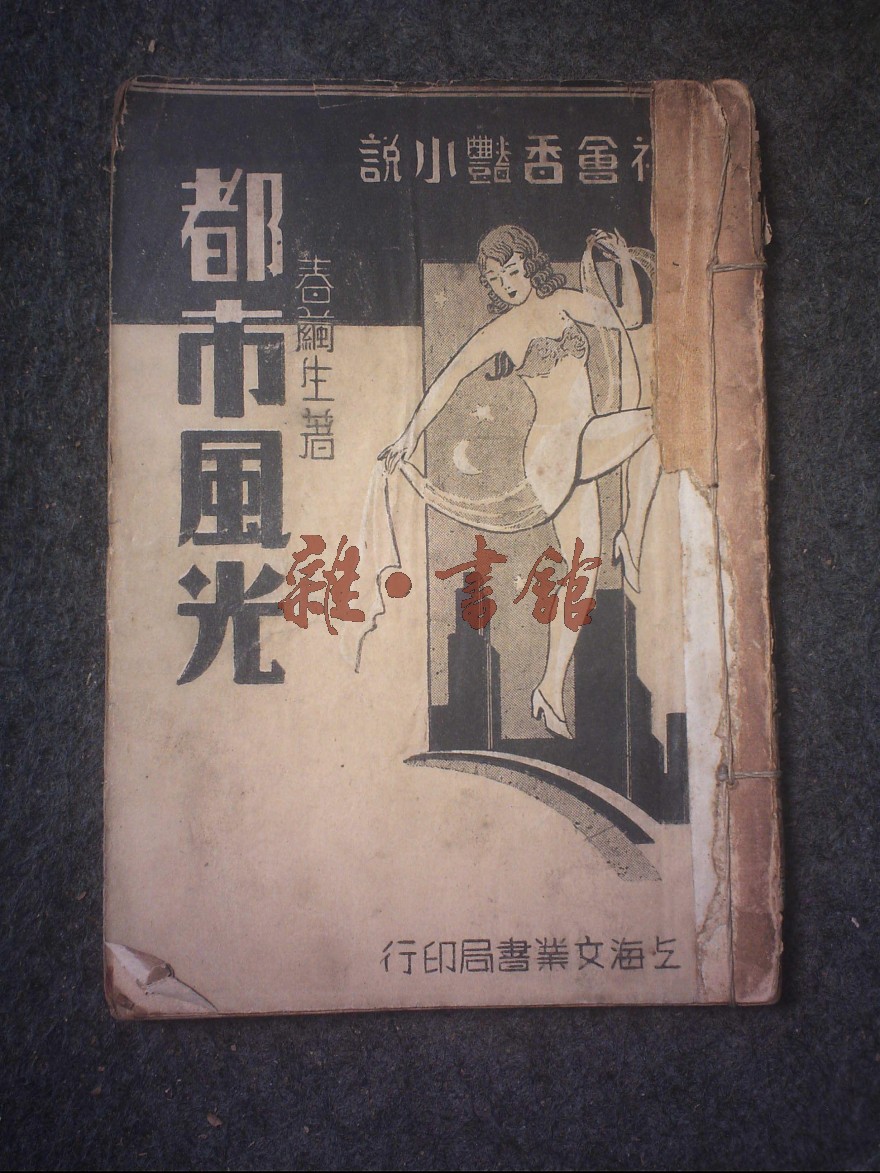 社會香豔小說
都市風光
春繭生著
雜·書館
上海文業書局印行